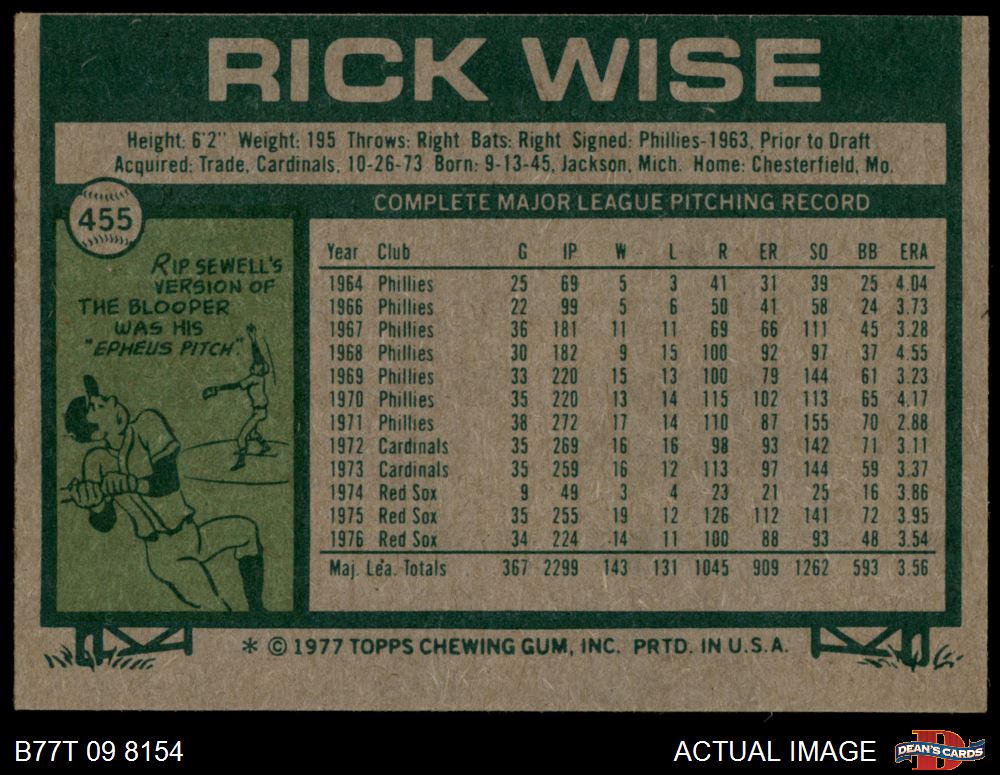 RICK WISE
Height: 6'2" Weight: 195 Throws: Right Bats: Right Signed: Phillies-1963, Prior to Draft
Acquired: Trade, Cardinals, 10-26-73 Born: 9-13-45, Jackson, Mich. Home: Chesterfield, Mo.
455
COMPLETE MAJOR LEAGUE PITCHING RECORD
RIP SEWELL'S
VERSION OF
THE BLOOPER
WAS HIS
"EPHEUS PITCH".
Year Club G IP W L R ER SO BB ERA
1964 Phillies 25 69 5 3 41 31 39 25 4.04
1966 Phillies 22 99 5 6 50 41 58 24 3.73
1967 Phillies 36 181 11 11 69 66 111 45 3.28
1968 Phillies 30 182 9 15 100 92 97 37 4.55
1969 Phillies 33 220 15 13 100 79 144 61 3.23
1970 Phillies 35 220 13 14 115 102 113 65 4.17
1971 Phillies 38 272 17 14 110 87 155 70 2.88
1972 Cardinals 35 269 16 16 98 93 142 71 3.11
1973 Cardinals 35 259 16 12 113 97 144 59 3.37
1974 Red Sox 9 49 3 4 23 21 25 16 3.86
1975 Red Sox 35 255 19 12 126 112 141 72 3.95
1976 Red Sox 34 224 14 11 100 88 93 48 3.54
Maj. Lea. Totals 367 2299 143 131 1045 909 1262 593 3.56
* © 1977 TOPPS CHEWING GUM, INC. PRTD. IN U.S.A.
B77T 09 8154
ACTUAL IMAGE
D
DEAN'S CARDS